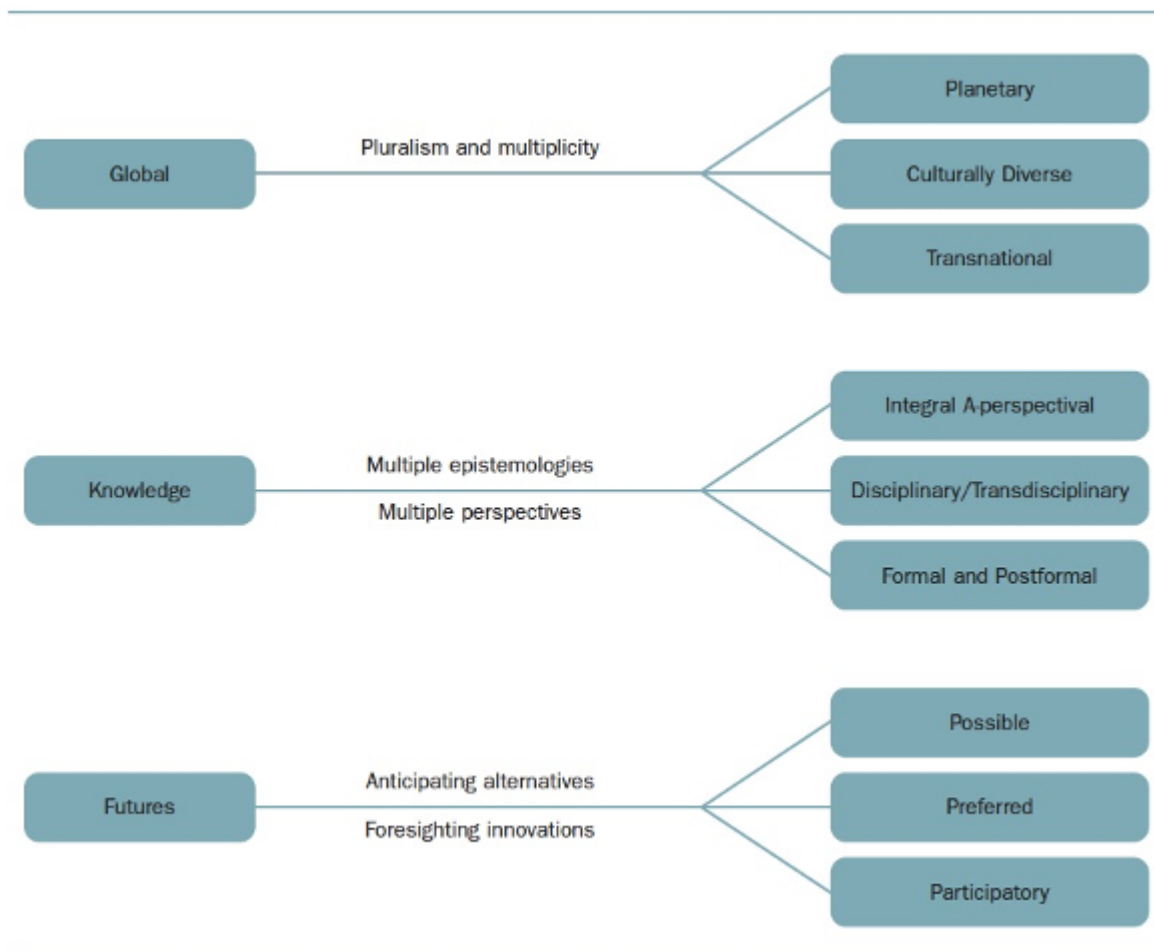 Planetary
Pluralism and multiplicity
Global
Culturally Diverse
Transnational
Integral A-perspectival
Multiple epistemologies
Knowledge
Disciplinary/Transdisciplinary
Multiple perspectives
Formal and Postformal
Possible
Anticipating alternatives
Futures
Preferred
Foresighting innovations
Participatory